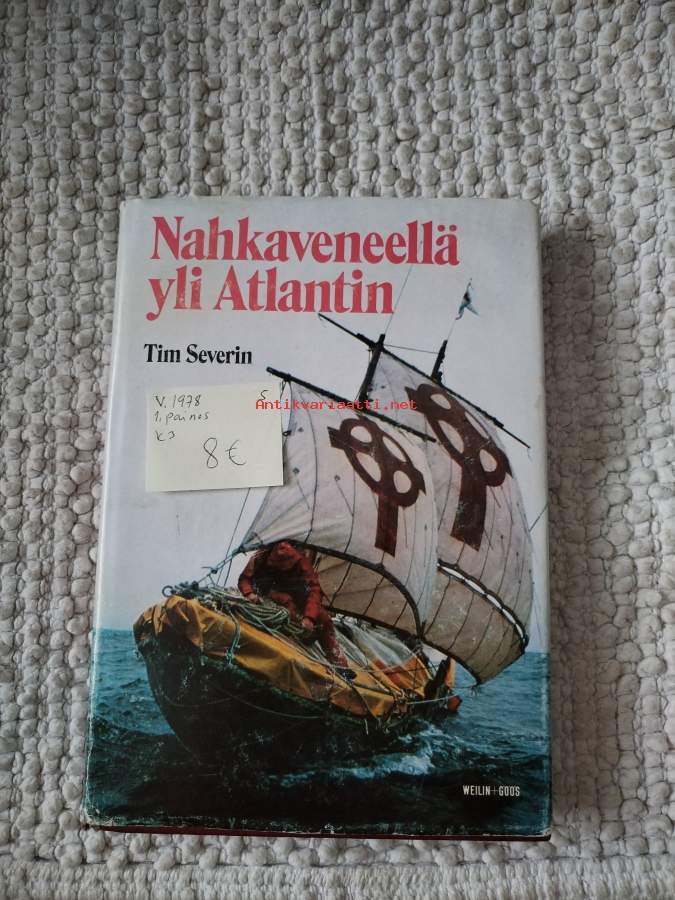 Nahkaveneellä
yli Atlantin
Tim Severin
V. 1978 S
1. painos
K3
8€
Antikvariaatti.net
WEILIN+GÖÖS